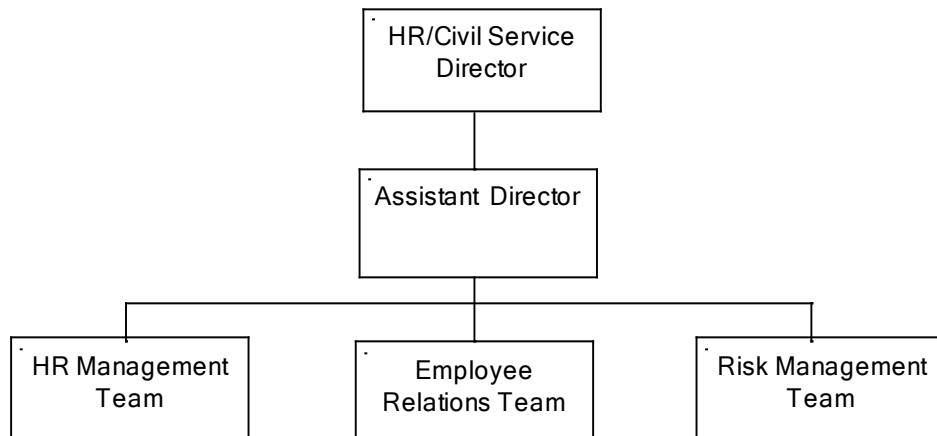 HR/Civil Service
Director
Assistant Director
HR Management
Team
Employee
Relations Team
Risk Management
Team